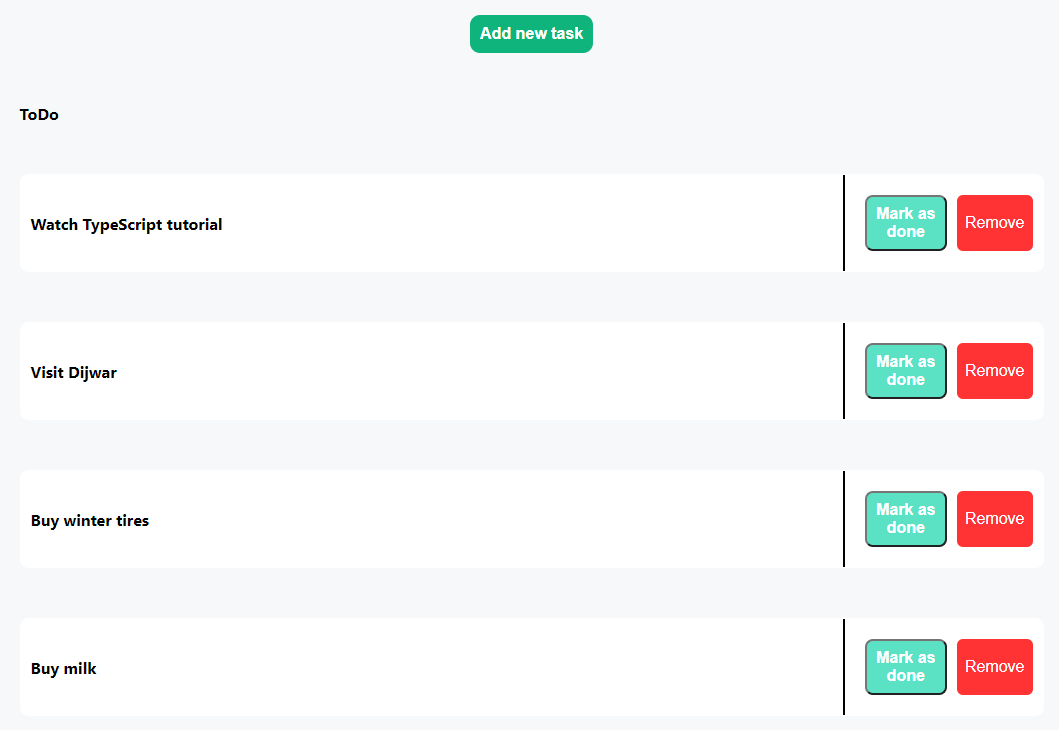 Add new task
ToDo
Watch TypeScript tutorial
Mark as
done
Remove
Visit Dijwar
Mark as
done
Remove
Buy winter tires
Mark as
done
Remove
Buy milk
Mark as
done
Remove